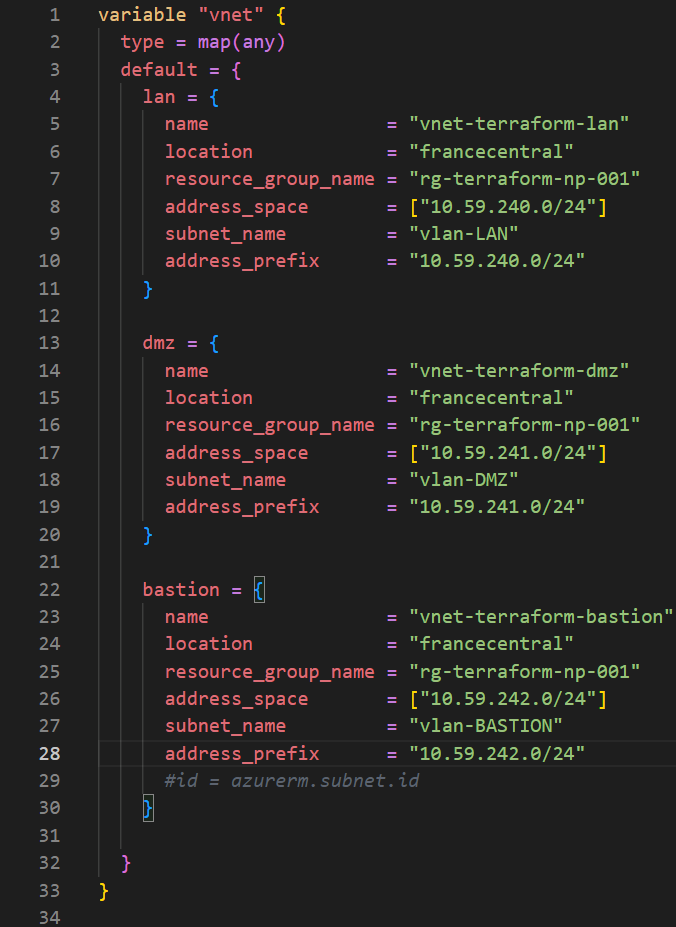 1 variable "vnet" {
2   type = map(any)
3   default = {
4     lan = {
5       name                = "vnet-terraform-lan"
6       location            = "francecentral"
7       resource_group_name = "rg-terraform-np-001"
8       address_space       = ["10.59.240.0/24"]
9       subnet_name         = "vlan-LAN"
10       address_prefix      = "10.59.240.0/24"
11     }
12
13     dmz = {
14       name                = "vnet-terraform-dmz"
15       location            = "francecentral"
16       resource_group_name = "rg-terraform-np-001"
17       address_space       = ["10.59.241.0/24"]
18       subnet_name         = "vlan-DMZ"
19       address_prefix      = "10.59.241.0/24"
20     }
21
22     bastion = {
23       name                = "vnet-terraform-bastion"
24       location            = "francecentral"
25       resource_group_name = "rg-terraform-np-001"
26       address_space       = ["10.59.242.0/24"]
27       subnet_name         = "vlan-BASTION"
28       address_prefix      = "10.59.242.0/24"
29       #id = azurerm.subnet.id
30     }
31
32   }
33 }
34